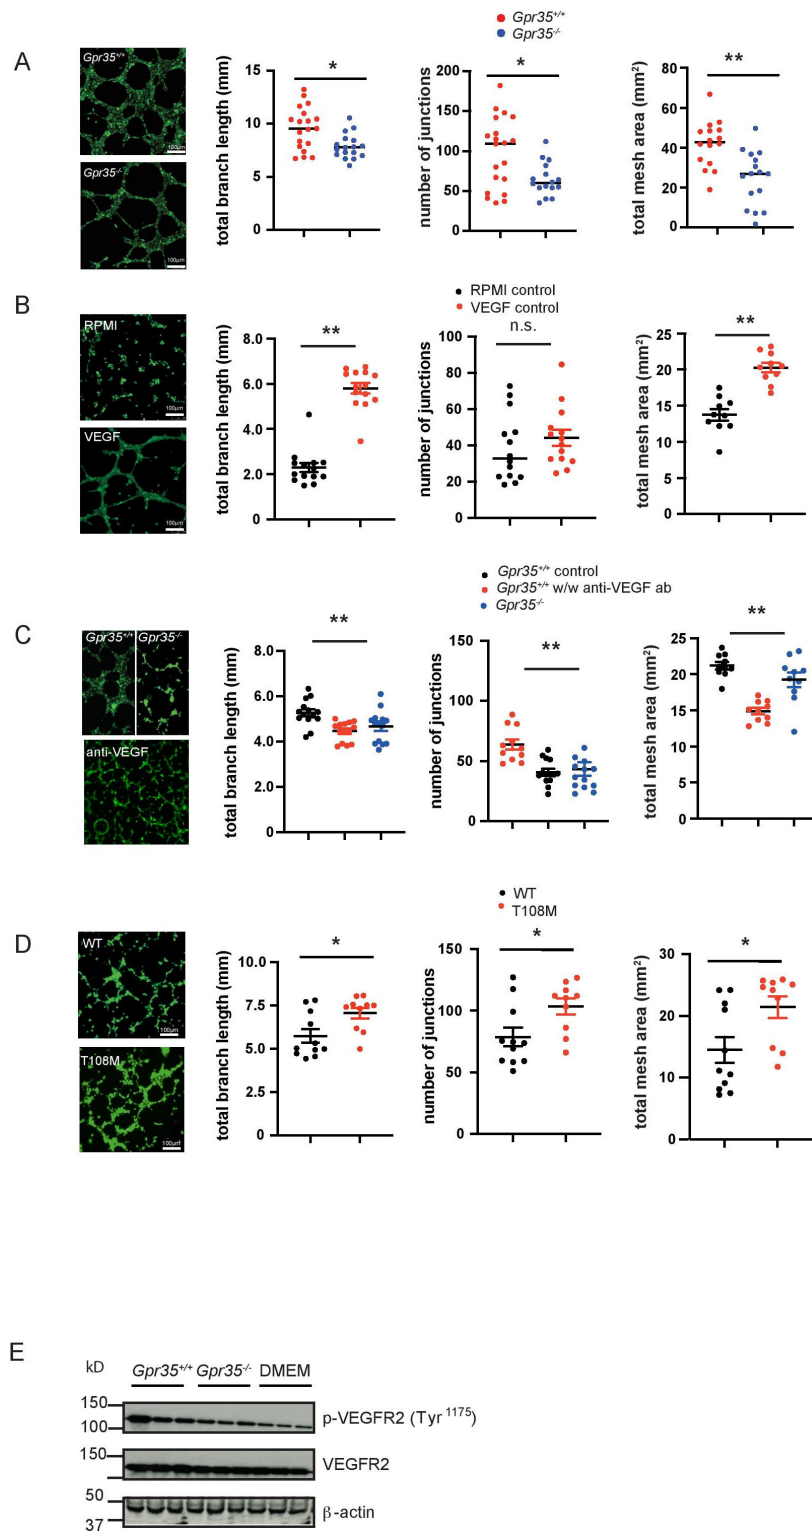 Gpr35+/+
Gpr35-/-
A
Gpr35+/+
100µm
Gpr35-/-
100µm
total branch length (mm)
15
10
5
0
*
number of junctions
200
150
100
50
0
*
total mesh area (mm²)
80
60
40
20
0
**
B
RPMI control
VEGF control
RPMI
100µm
VEGF
100µm
total branch length (mm)
8.0
6.0
4.0
2.0
0
**
number of junctions
100
80
60
40
20
0
n.s.
total mesh area (mm²)
25
20
15
10
5
0
**
Gpr35+/+ control
Gpr35+/+ w/w anti-VEGF ab
Gpr35-/-
C
Gpr35+/+ Gpr35-/-
anti-VEGF
total branch length (mm)
8.0
6.0
4.0
2.0
0
**
number of junctions
150
100
50
0
**
total mesh area (mm²)
25
20
15
10
5
0
**
WT
T108M
D
WT
100µm
T108M
100µm
total branch length (mm)
10.0
7.5
5.0
2.5
0
*
number of junctions
150
100
50
0
*
total mesh area (mm²)
30
20
10
0
*
E
kD
Gpr35+/+ Gpr35-/- DMEM
150
100
p-VEGFR2 (Tyr 1175)
150
VEGFR2
50
37
β-actin